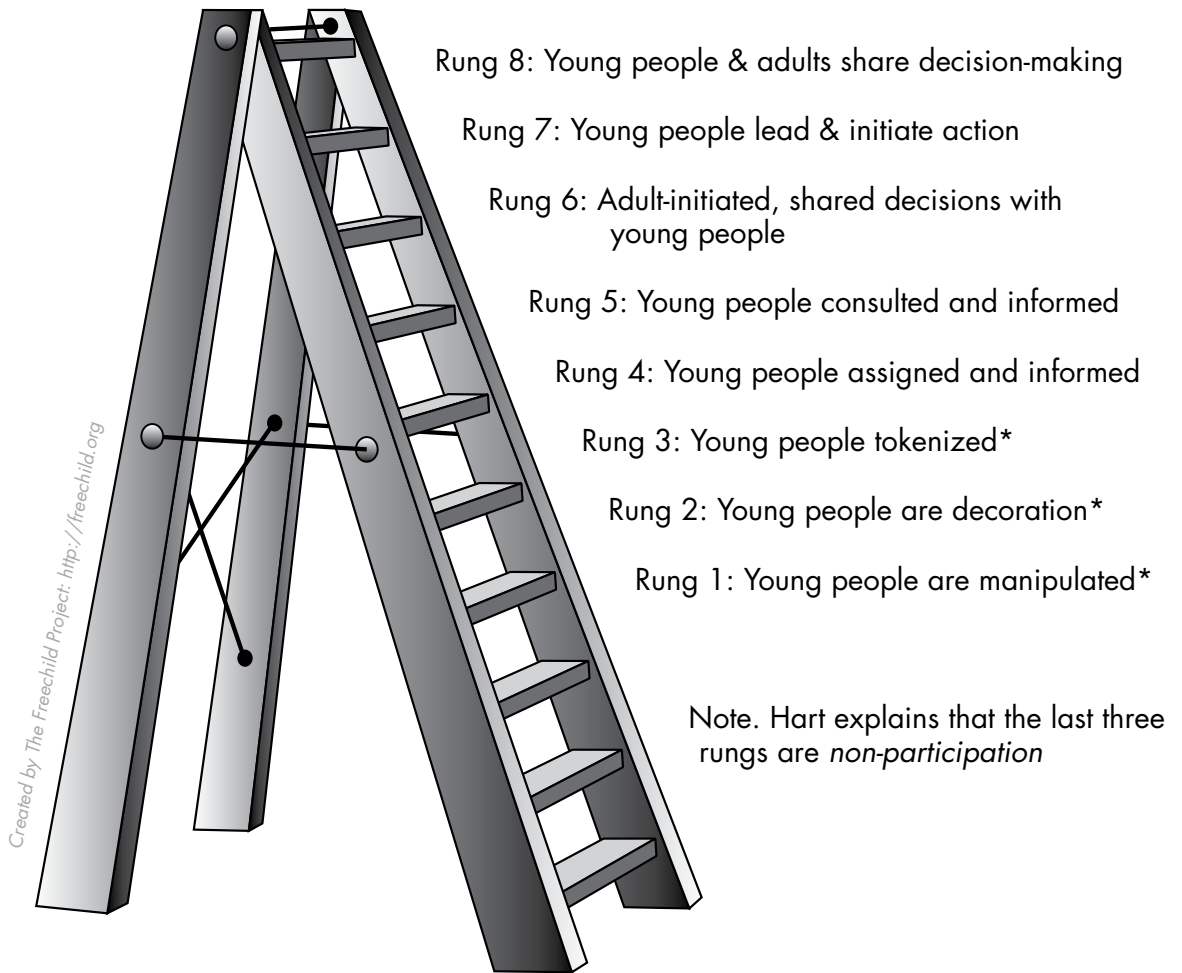 Rung 8: Young people & adults share decision-making
Rung 7: Young people lead & initiate action
Rung 6: Adult-initiated, shared decisions with
young people
Rung 5: Young people consulted and informed
Rung 4: Young people assigned and informed
Rung 3: Young people tokenized*
Rung 2: Young people are decoration*
Rung 1: Young people are manipulated*
Note. Hart explains that the last three
rungs are non-participation
Created by The Freechild Project: http://freechild.org